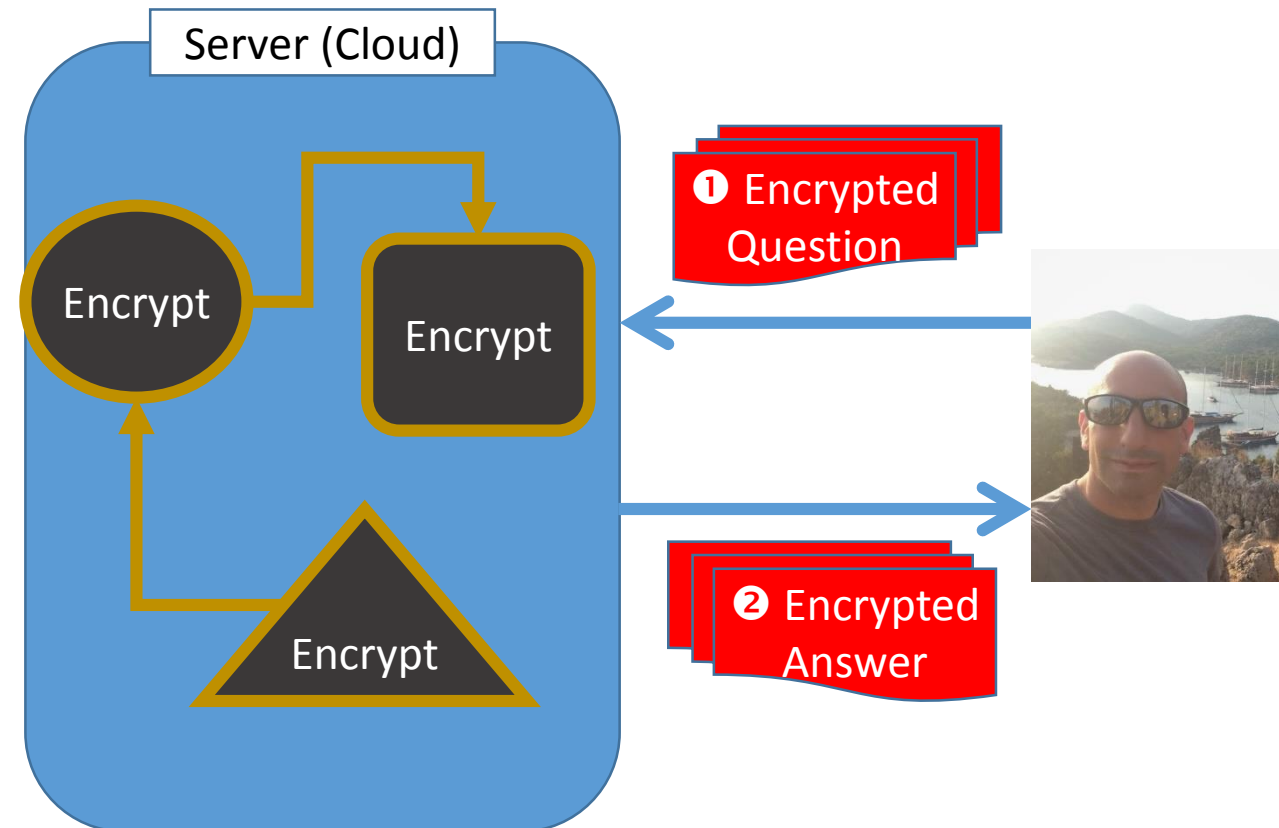 Server (Cloud)
❶ Encrypted
Question
Encrypt
Encrypt
Encrypt
❷ Encrypted
Answer